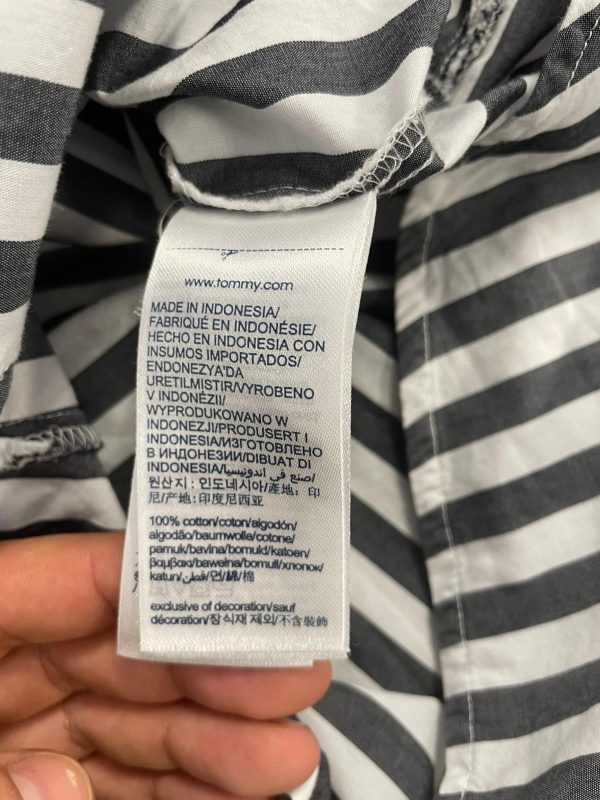 www.tommy.com
MADE IN INDONESIA/
FABRIQUÉ EN INDONÉSIE/
HECHO EN INDONESIA CON
INSUMOS IMPORTADOS/
ENDONEZYA'DA
URETILMISTIR/VYROBENO
V INDONÉZII/
WYPRODUKOWANO W
INDONEZJI/PRODUSERT I
INDONESIA/ИЗГОТОВЛЕНО
В ИНДОНЕЗИИ/DIBUAT DI
INDONESIA/صنع في اندونيسيا/
원산지 : 인도네시아/產地：印
尼/产地: 印度尼西亚
100% cotton/coton/algodón/
algodão/baumwolle/cotone/
pamuk/bavlna/bomuld/katoen/
βαμβακι/bawełna/bomull/хлопок/
katun/قطن/면/綿/棉
exclusive of decoration/sauf
décoration/장식재 제외/不含裝飾